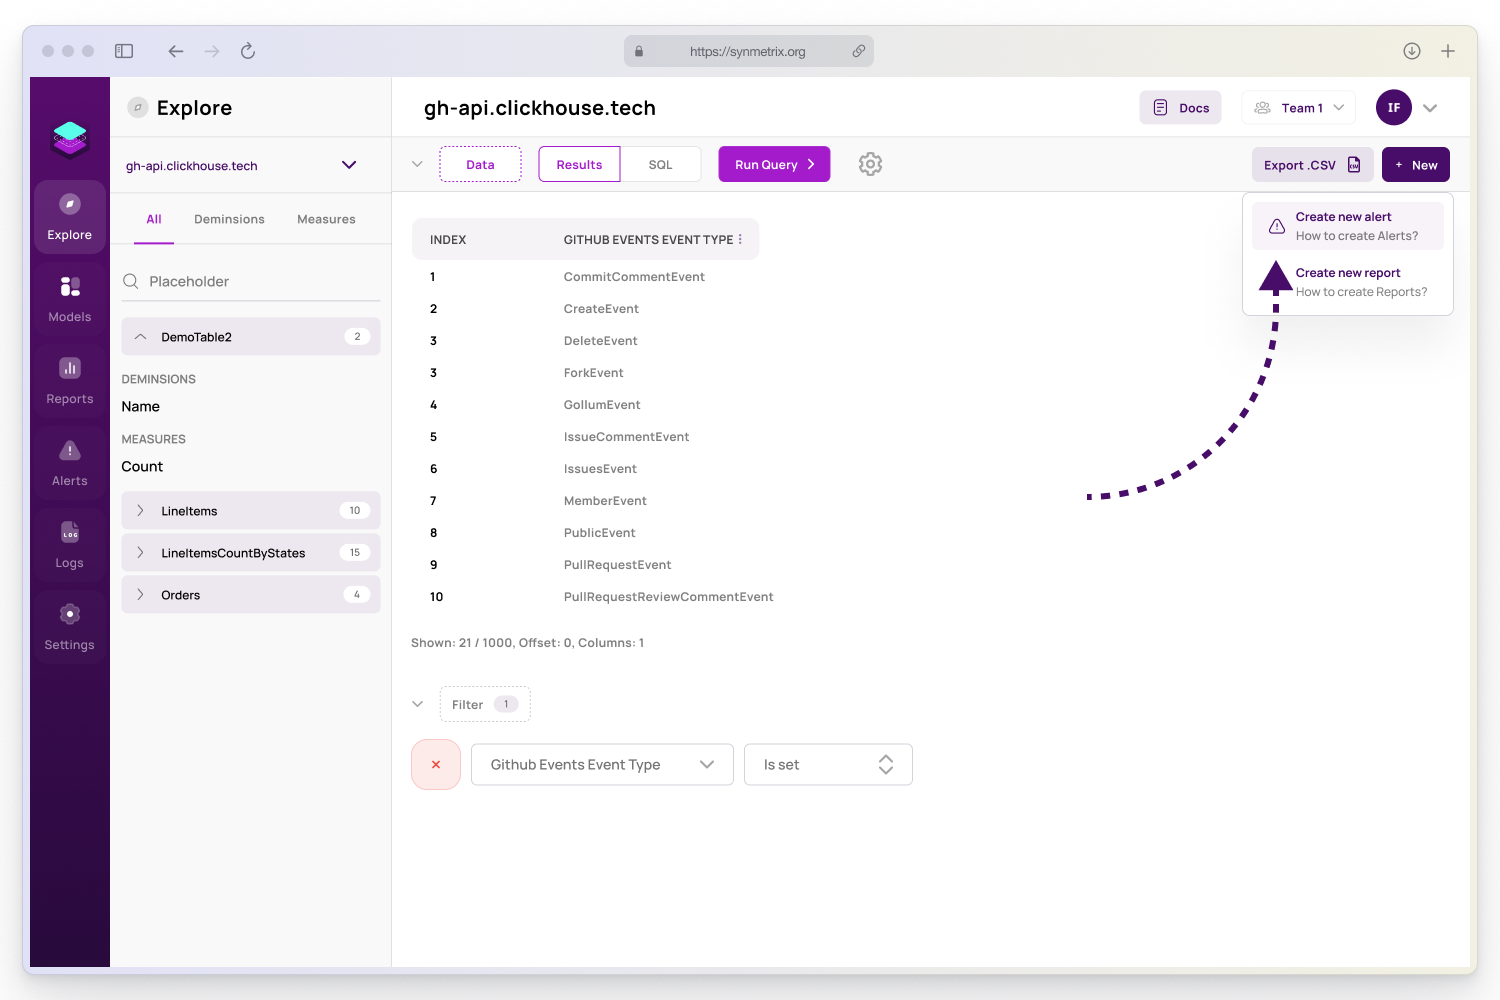 https://synmetrix.org
Explore
gh-api.clickhouse.tech
Docs
Team 1
IF
gh-api.clickhouse.tech
Data
Results
SQL
Run Query
Export .CSV
CSV
+ New
Explore
Models
Reports
Alerts
LOG
Logs
Settings
All
Deminsions
Measures
Placeholder
DemoTable2
2
DEMINSIONS
Name
MEASURES
Count
LineItems
10
LineItemsCountByStates
15
Orders
4
Create new alert
How to create Alerts?
Create new report
How to create Reports?
INDEX GITHUB EVENTS EVENT TYPE
1 CommitCommentEvent
2 CreateEvent
3 DeleteEvent
3 ForkEvent
4 GollumEvent
5 IssueCommentEvent
6 IssuesEvent
7 MemberEvent
8 PublicEvent
9 PullRequestEvent
10 PullRequestReviewCommentEvent
Shown: 21 / 1000, Offset: 0, Columns: 1
Filter 1
Github Events Event Type
Is set